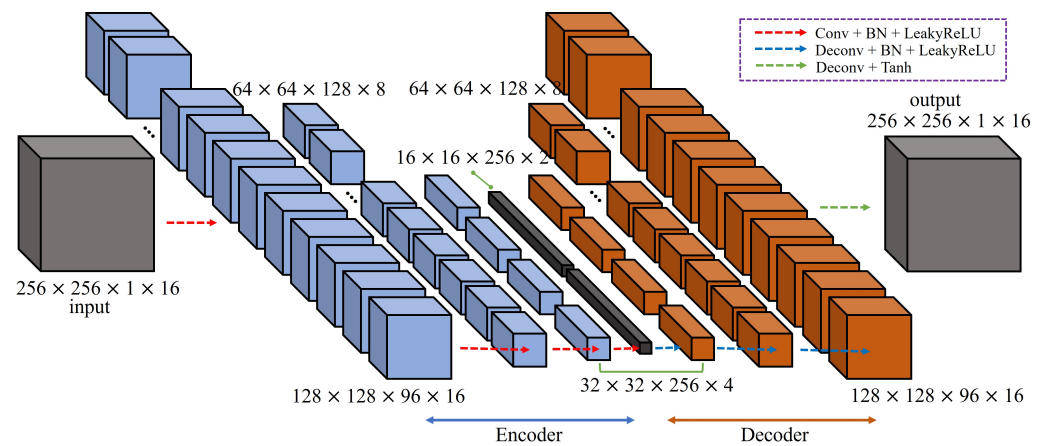 Conv + BN + LeakyReLU
Deconv + BN + LeakyReLU
Deconv + Tanh
64 × 64 × 128 × 8
64 × 64 × 128 × 8
output
256 × 256 × 1 × 16
16 × 16 × 256 × 2
256 × 256 × 1 × 16
input
32 × 32 × 256 × 4
128 × 128 × 96 × 16
128 × 128 × 96 × 16
Encoder
Decoder